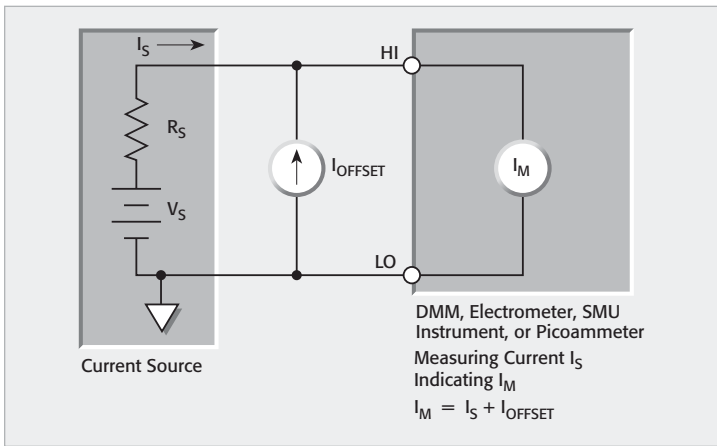 I_S
HI
R_S
I_OFFSET
I_M
V_S
LO
Current Source
DMM, Electrometer, SMU
Instrument, or Picoammeter
Measuring Current I_S
Indicating I_M
I_M = I_S + I_OFFSET